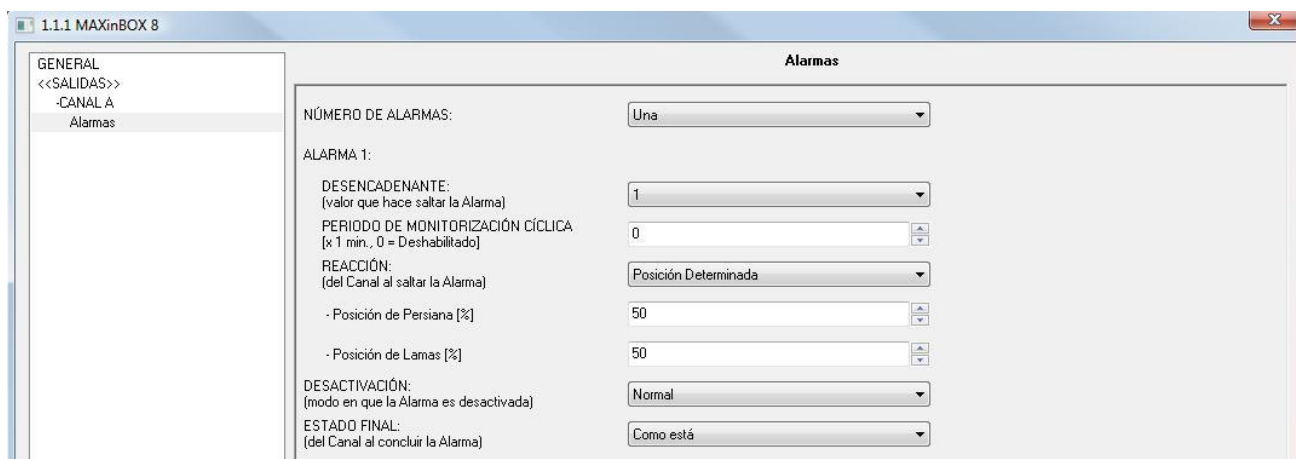 1.1.1 MAXinBOX 8
x
GENERAL
<<SALIDAS>>
-CANAL A
Alarmas
Alarmas
NÚMERO DE ALARMAS:
Una
ALARMA 1:
DESENCADENANTE:
(valor que hace saltar la Alarma)
1
PERIODO DE MONITORIZACIÓN CÍCLICA
[x 1 min., 0 = Deshabilitado]
0
REACCIÓN:
(del Canal al saltar la Alarma)
Posición Determinada
- Posición de Persiana [%]
50
- Posición de Lamas [%]
50
DESACTIVACIÓN:
(modo en que la Alarma es desactivada)
Normal
ESTADO FINAL:
(del Canal al concluir la Alarma)
Como está